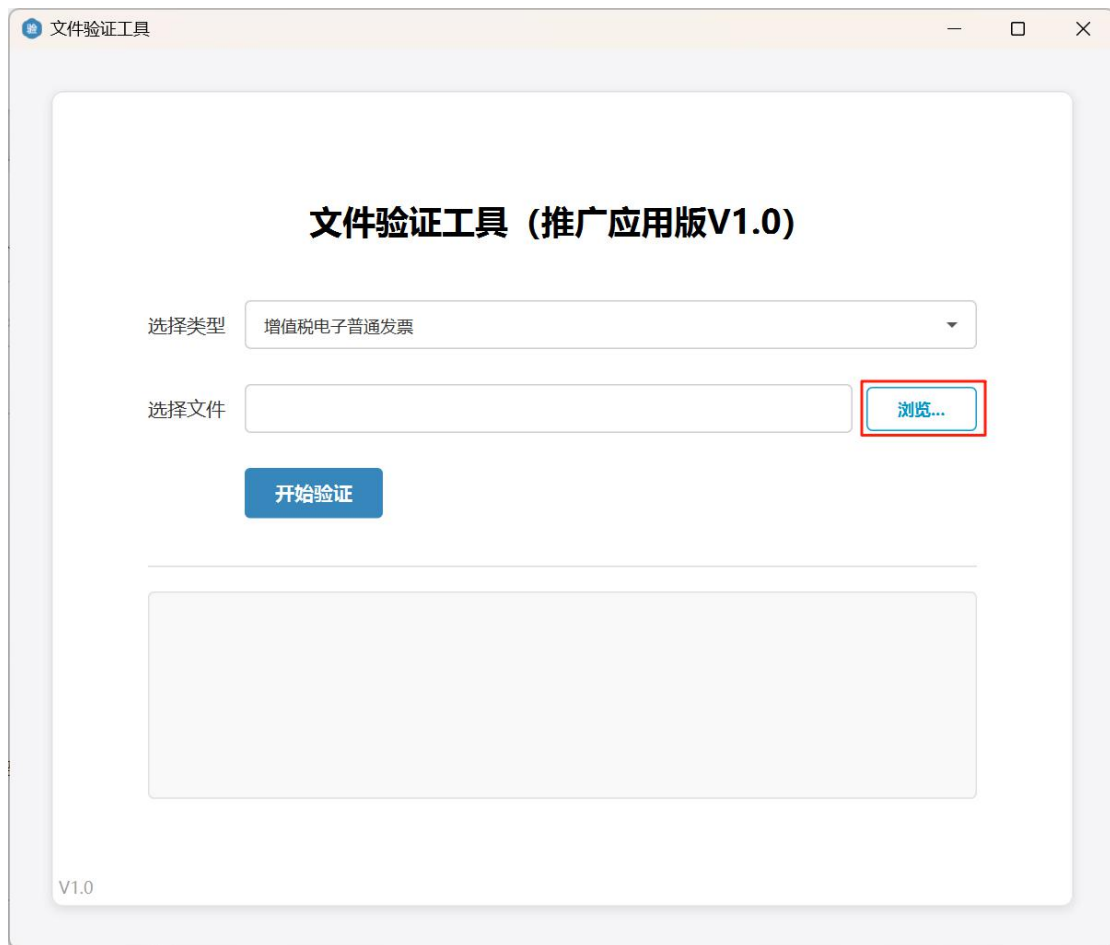 验 文件验证工具
文件验证工具（推广应用版V1.0）
选择类型 增值税电子普通发票
选择文件 浏览...
开始验证
V1.0